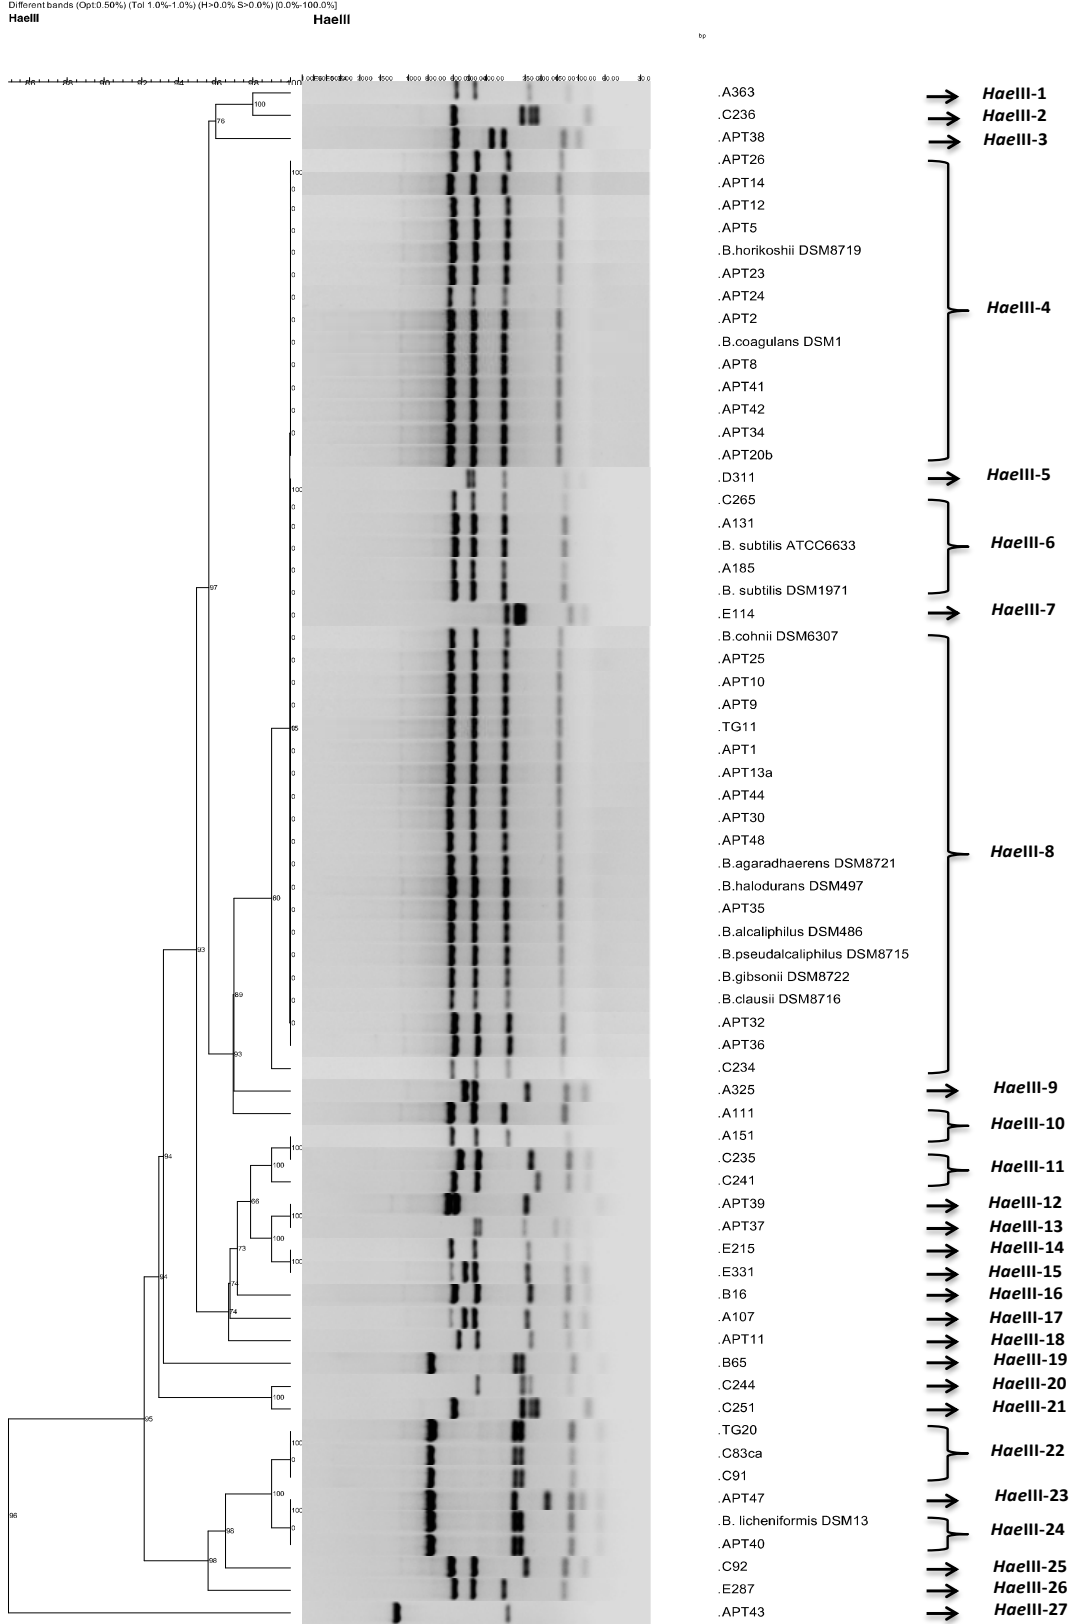 Different bands (Opt:0.50%) (Tol 1.0%-1.0%) (H>0.0% S>0.0%) [0.0%-100.0%]
HaeIII HaeIII
bp
.A363 HaeIII-1
.C236 HaeIII-2
.APT38 HaeIII-3
.APT26
.APT14
.APT12
.APT5
.B.horikoshii DSM8719
.APT23
.APT24
.APT2 HaeIII-4
.B.coagulans DSM1
.APT8
.APT41
.APT42
.APT34
.APT20b
.D311 HaeIII-5
.C265
.A131
.B. subtilis ATCC6633 HaeIII-6
.A185
.B. subtilis DSM1971
.E114 HaeIII-7
.B.cohnii DSM6307
.APT25
.APT10
.APT9
.TG11
.APT1
.APT13a
.APT44
.APT30
.APT48
.B.agaradhaerens DSM8721 HaeIII-8
.B.halodurans DSM497
.APT35
.B.alcaliphilus DSM486
.B.pseudalcaliphilus DSM8715
.B.gibsonii DSM8722
.B.clausii DSM8716
.APT32
.APT36
.C234
.A325 HaeIII-9
.A111
.A151 HaeIII-10
.C235
.C241 HaeIII-11
.APT39 HaeIII-12
.APT37 HaeIII-13
.E215 HaeIII-14
.E331 HaeIII-15
.B16 HaeIII-16
.A107 HaeIII-17
.APT11 HaeIII-18
.B65 HaeIII-19
.C244 HaeIII-20
.C251 HaeIII-21
.TG20
.C83ca HaeIII-22
.C91
.APT47 HaeIII-23
.B. licheniformis DSM13
.APT40 HaeIII-24
.C92 HaeIII-25
.E287 HaeIII-26
.APT43 HaeIII-27